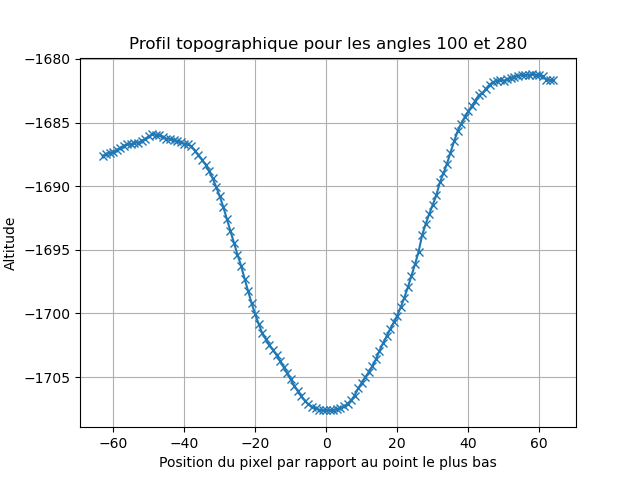 Profil topographique pour les angles 100 et 280
−1680
−1685
−1690
−1695
−1700
−1705
Altitude
−60 −40 −20 0 20 40 60
Position du pixel par rapport au point le plus bas